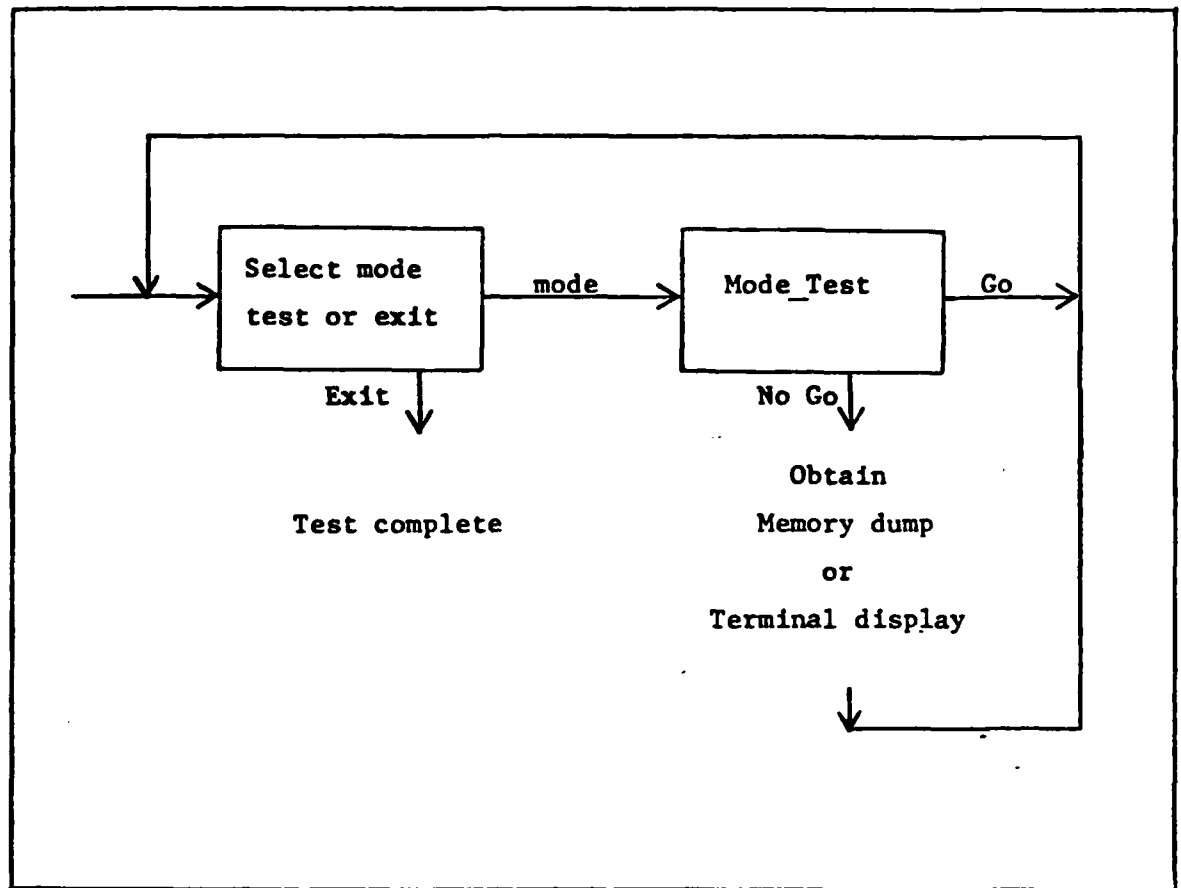 Select mode
test or exit
mode
Mode_Test
Go
Exit
No Go
Test complete
Obtain
Memory dump
or
Terminal display